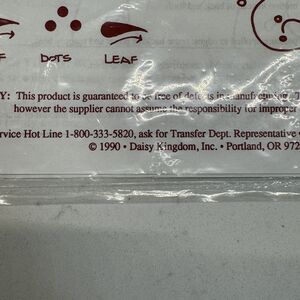 F DOTS LEAF
Y: This product is guaranteed to be free of defects in manufacturing. T
however the supplier cannot assume the responsibility for improper
ervice Hot Line 1-800-333-5820, ask for Transfer Dept. Representative •
© 1990 • Daisy Kingdom, Inc. • Portland, OR 972